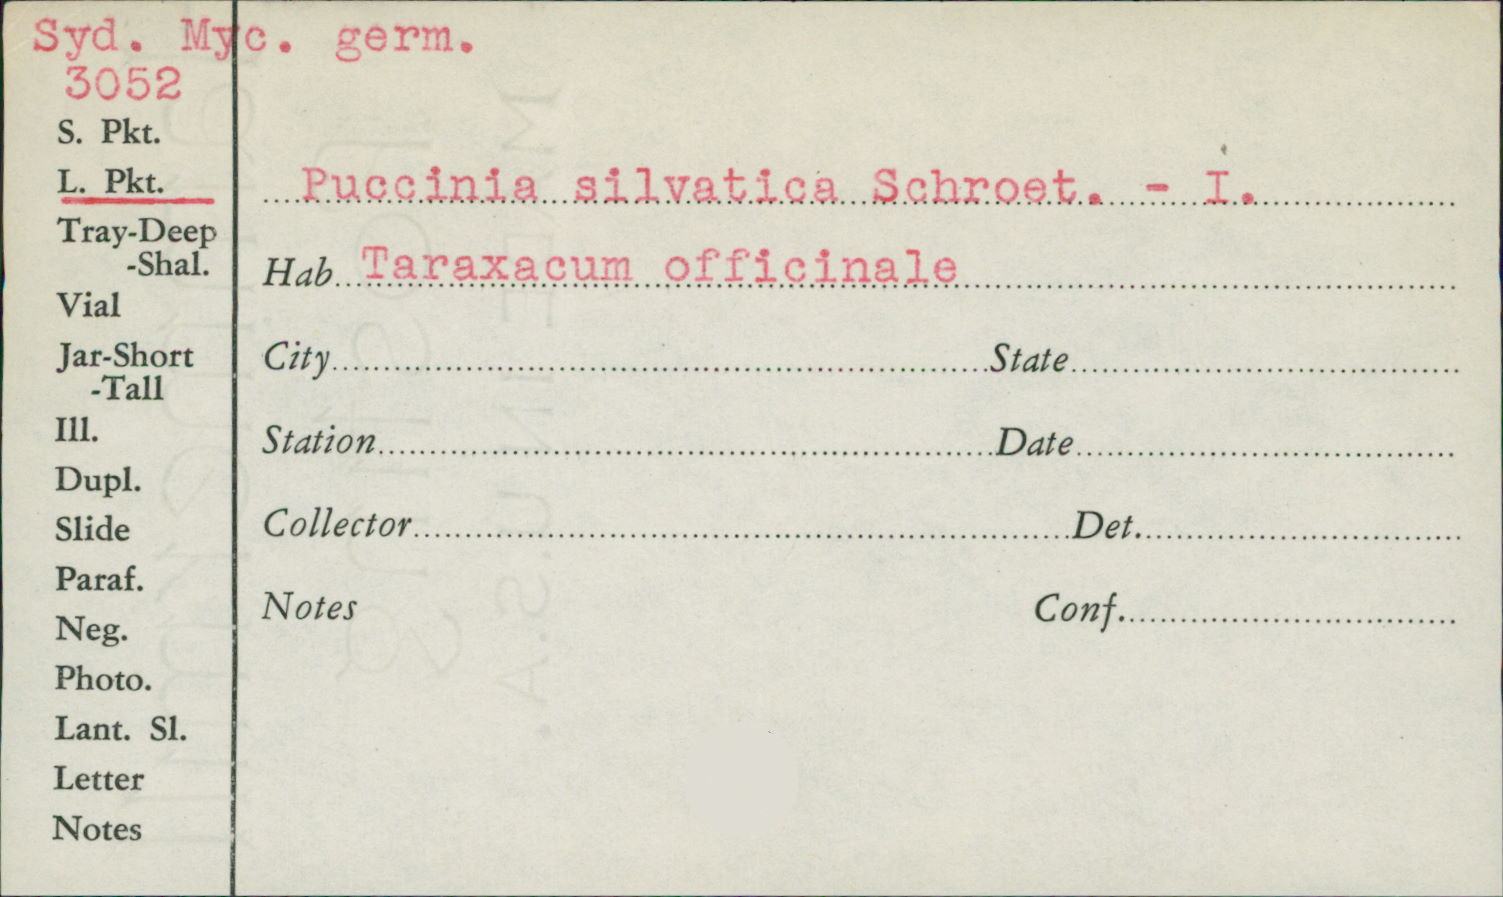 Syd. Myc. germ.
3052
S. Pkt.
L. Pkt.
Tray-Deep
-Shal.
Vial
Jar-Short
-Tall
Ill.
Dupl.
Slide
Paraf.
Neg.
Photo.
Lant. Sl.
Letter
Notes
Puccinia silvatica Schroet. - I.
Hab. Taraxacum officinale
City State
Station Date
Collector Det.
Notes Conf.